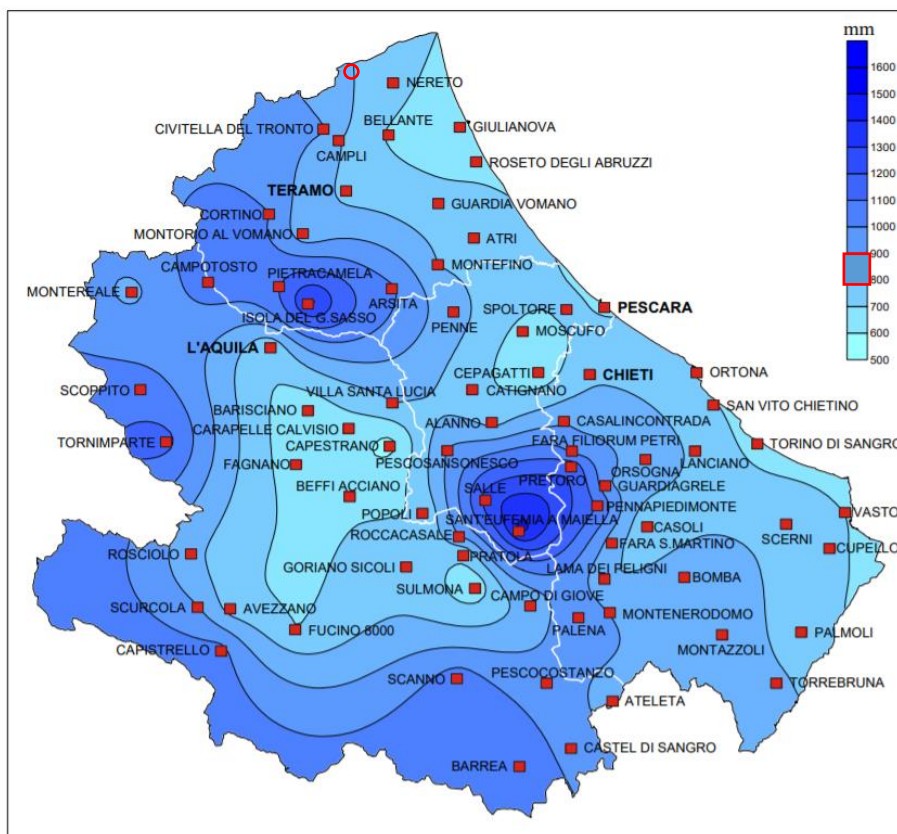 mm
1600
1500
1400
1300
1200
1100
1000
900
800
700
600
500
NERETO
CIVITELLA DEL TRONTO
BELLANTE
GIULIANOVA
CAMPLI
ROSETO DEGLI ABRUZZI
TERAMO
GUARDIA VOMANO
CORTINO
MONTORIO AL VOMANO
ATRI
CAMPOTOSTO
PIETRACAMELA
MONTEFINO
MONTEREALE
ARSITA
ISOLA DEL G.SASSO
PENNE
SPOLTORE
PESCARA
MOSCUFO
L'AQUILA
CEPAGATTI
CHIETI
ORTONA
SCOPPITO
VILLA SANTA LUCIA
CATIGNANO
SAN VITO CHIETINO
BARISCIANO
CARAPELLE CALVISIO
ALANNO
CASALINCONTRADA
TORNIMPARTE
CAPESTRANO
FARA FILIORUM PETRI
TORINO DI SANGRO
FAGNANO
PESCOSANSONESCO
PRETORO
ORSOGNA
LANCIANO
BEFFI ACCIANO
SALLE
GUARDIAGRELE
POPOLI
SANT'EUFEMIA A MAIELLA
PENNAPIEDIMONTE
VASTO
ROCCACASALE
CASOLI
SCERNI
ROSCIOLO
PRATOLA
FARA S.MARTINO
CUPELLO
GORIANO SICOLI
LAMA DEI PELIGNI
BOMBA
SULMONA
CAMPO DI GIOVE
SCURCOLA
AVEZZANO
MONTENERODOMO
FUCINO 8000
PALENA
MONTAZZOLI
PALMOLI
CAPISTRELLO
SCANNO
PESCOCOSTANZO
TORREBRUNA
ATELETA
CASTEL DI SANGRO
BARREA